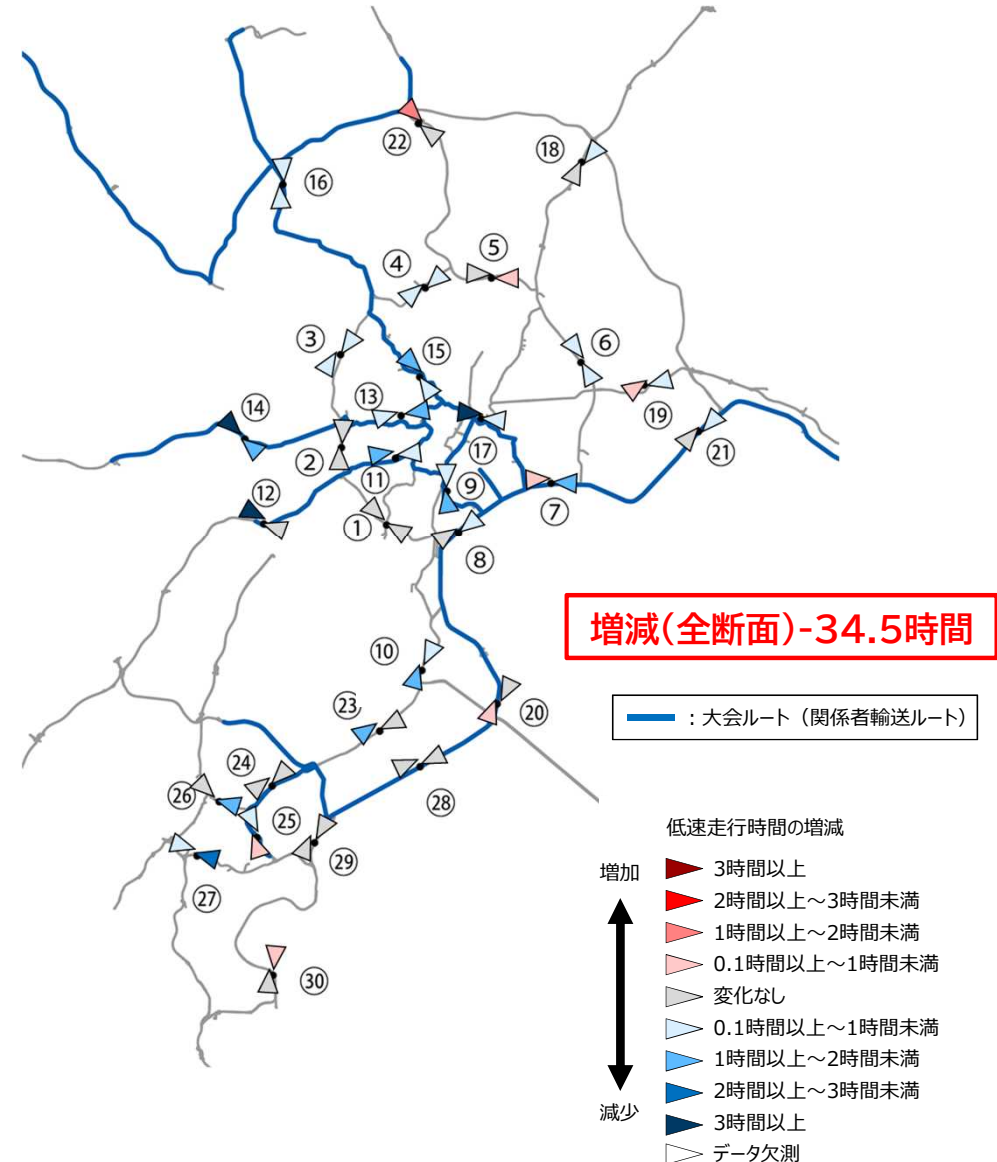 ㉒
⑱
⑯
⑤
④
③
⑮
⑥
⑬
⑭
⑲
⑰
㉑
②
⑪
⑨
⑦
⑫
①
⑧
増減(全断面)-34.5時間
⑩
㉓
⑳
：大会ルート（関係者輸送ルート）
㉔
㉖
㉘
㉕
㉙
㉗
㉚
低速走行時間の増減
増加
3時間以上
2時間以上～3時間未満
1時間以上～2時間未満
0.1時間以上～1時間未満
変化なし
0.1時間以上～1時間未満
1時間以上～2時間未満
2時間以上～3時間未満
減少
3時間以上
データ欠測